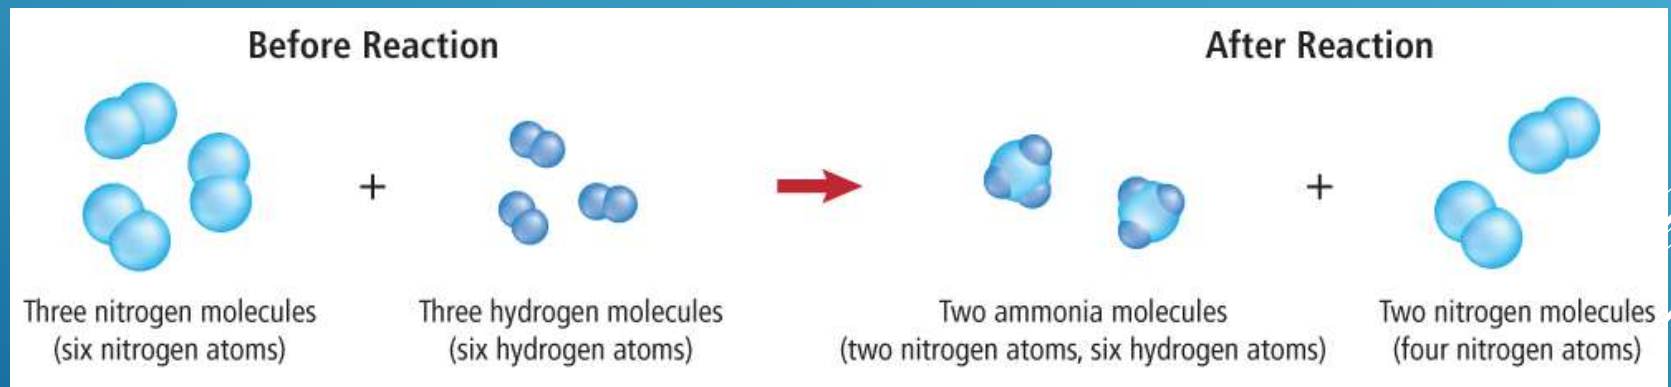 Before Reaction
After Reaction
+
+
Three nitrogen molecules
(six nitrogen atoms)
Three hydrogen molecules
(six hydrogen atoms)
Two ammonia molecules
(two nitrogen atoms, six hydrogen atoms)
Two nitrogen molecules
(four nitrogen atoms)